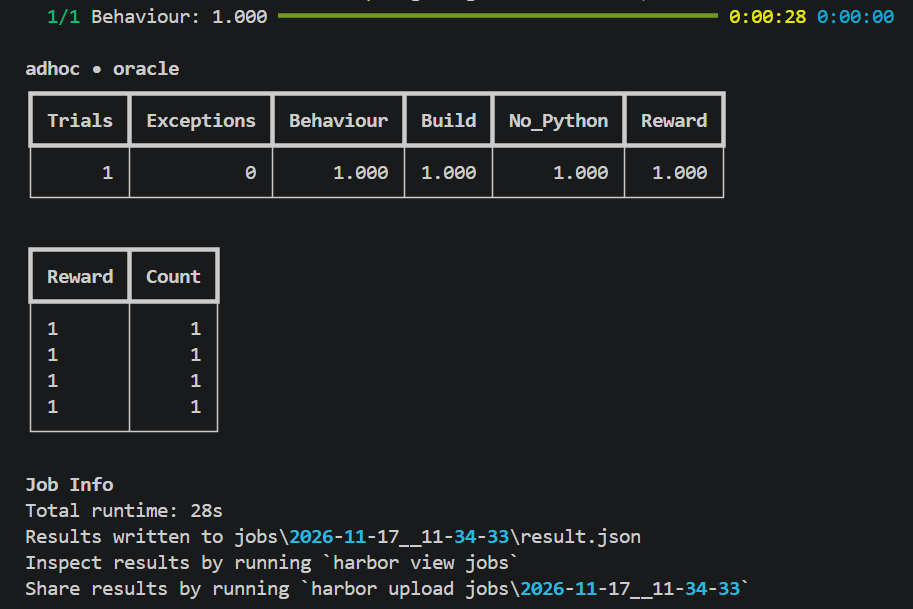 1/1 Behaviour: 1.000 0:00:28 0:00:00
adhoc • oracle
Trials Exceptions Behaviour Build No_Python Reward
1 0 1.000 1.000 1.000 1.000
Reward Count
1 1
1 1
1 1
1 1
Job Info
Total runtime: 28s
Results written to jobs\2026-11-17__11-34-33\result.json
Inspect results by running `harbor view jobs`
Share results by running `harbor upload jobs\2026-11-17__11-34-33`